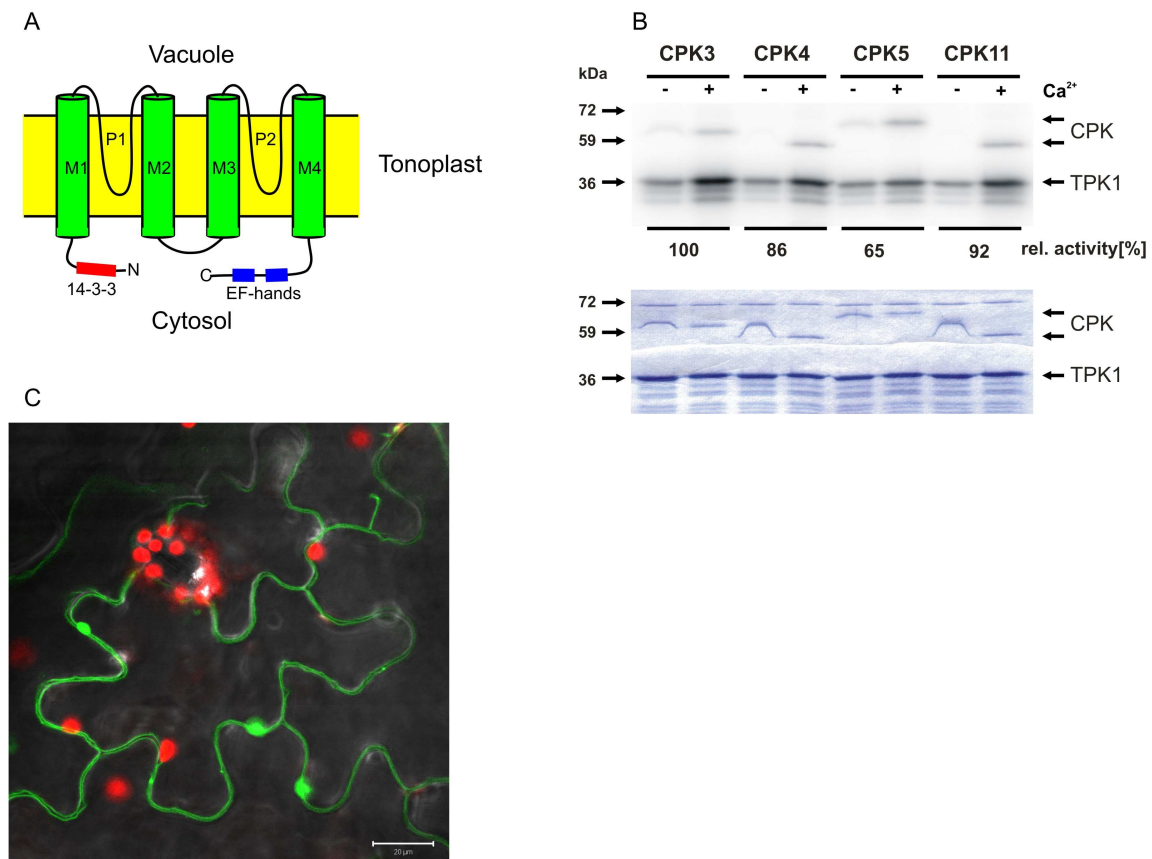 A
Vacuole
P1
P2
M1
M2
M3
M4
Tonoplast
N
14-3-3
C
EF-hands
Cytosol
B
CPK3 CPK4 CPK5 CPK11
kDa
- + - + - + - + Ca²⁺
72
59
36
CPK
TPK1
100 86 65 92 rel. activity[%]
72
59
36
CPK
TPK1
C
20 µm